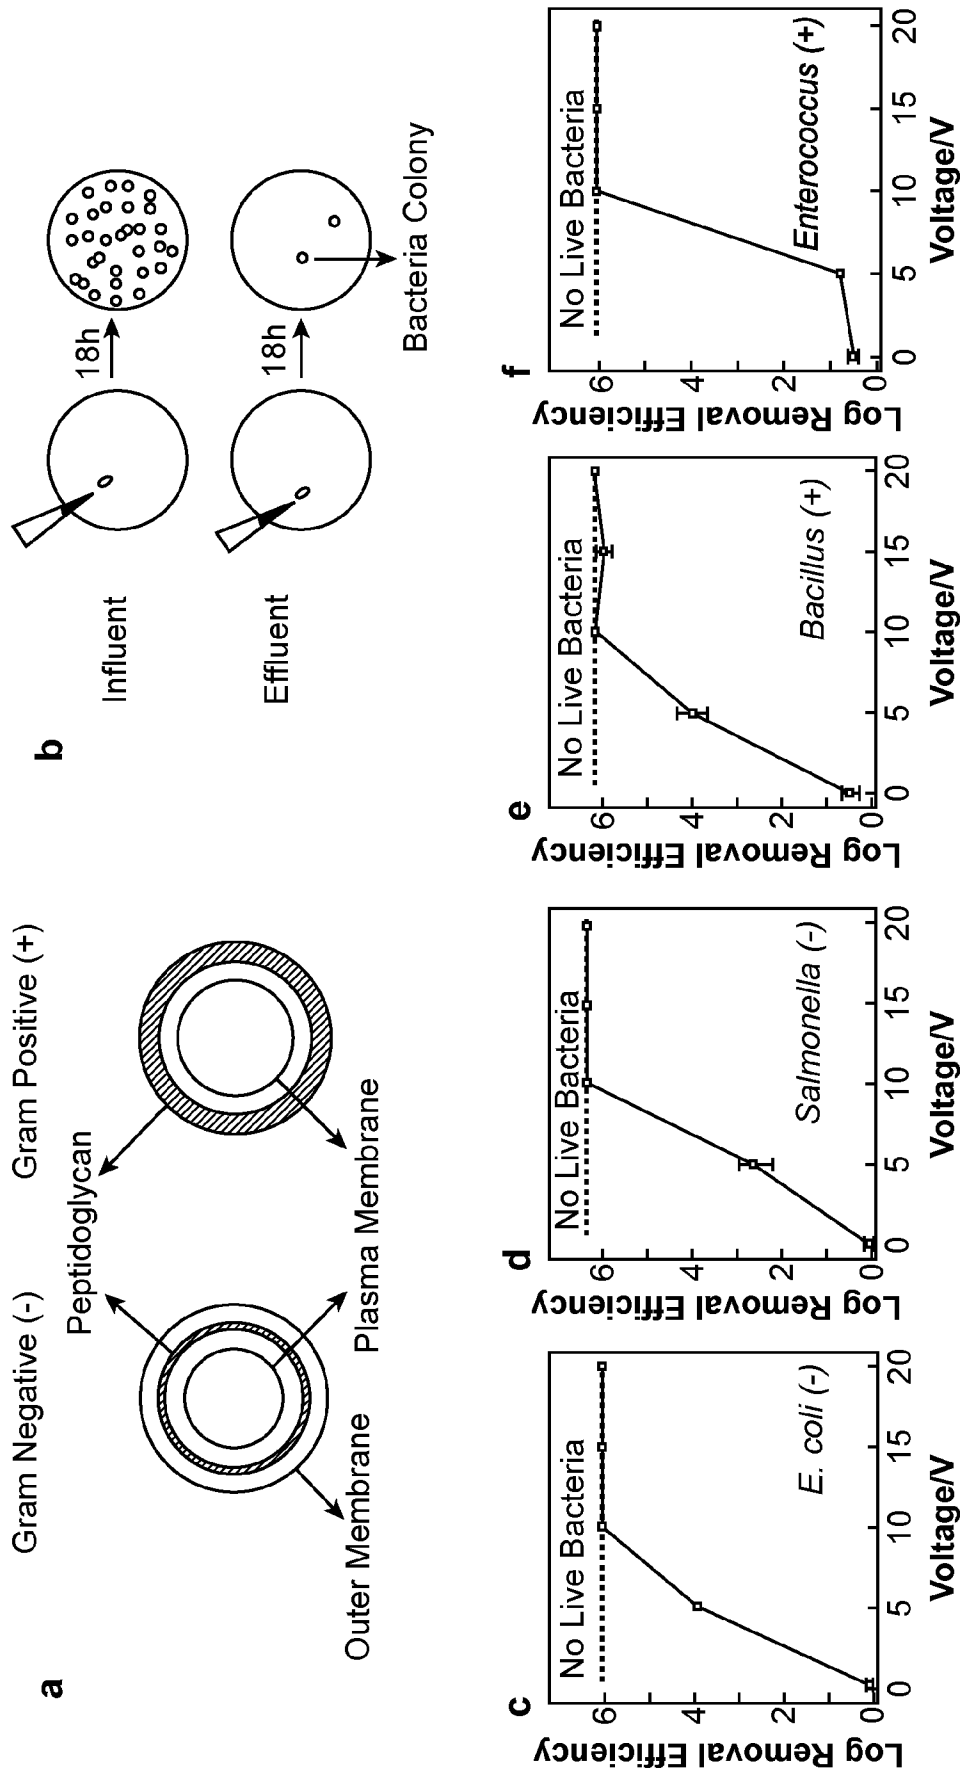 a
Gram Negative (-)
Gram Positive (+)
Peptidoglycan
Outer Membrane
Plasma Membrane
b
Influent
18h
Effluent
18h
Bacteria Colony
c
Log Removal Efficiency
6
4
2
0
No Live Bacteria
E. coli (-)
0 5 10 15 20
Voltage/V
d
Log Removal Efficiency
6
4
2
0
No Live Bacteria
Salmonella (-)
0 5 10 15 20
Voltage/V
e
Log Removal Efficiency
6
4
2
0
No Live Bacteria
Bacillus (+)
0 5 10 15 20
Voltage/V
f
Log Removal Efficiency
6
4
2
0
No Live Bacteria
Enterococcus (+)
0 5 10 15 20
Voltage/V